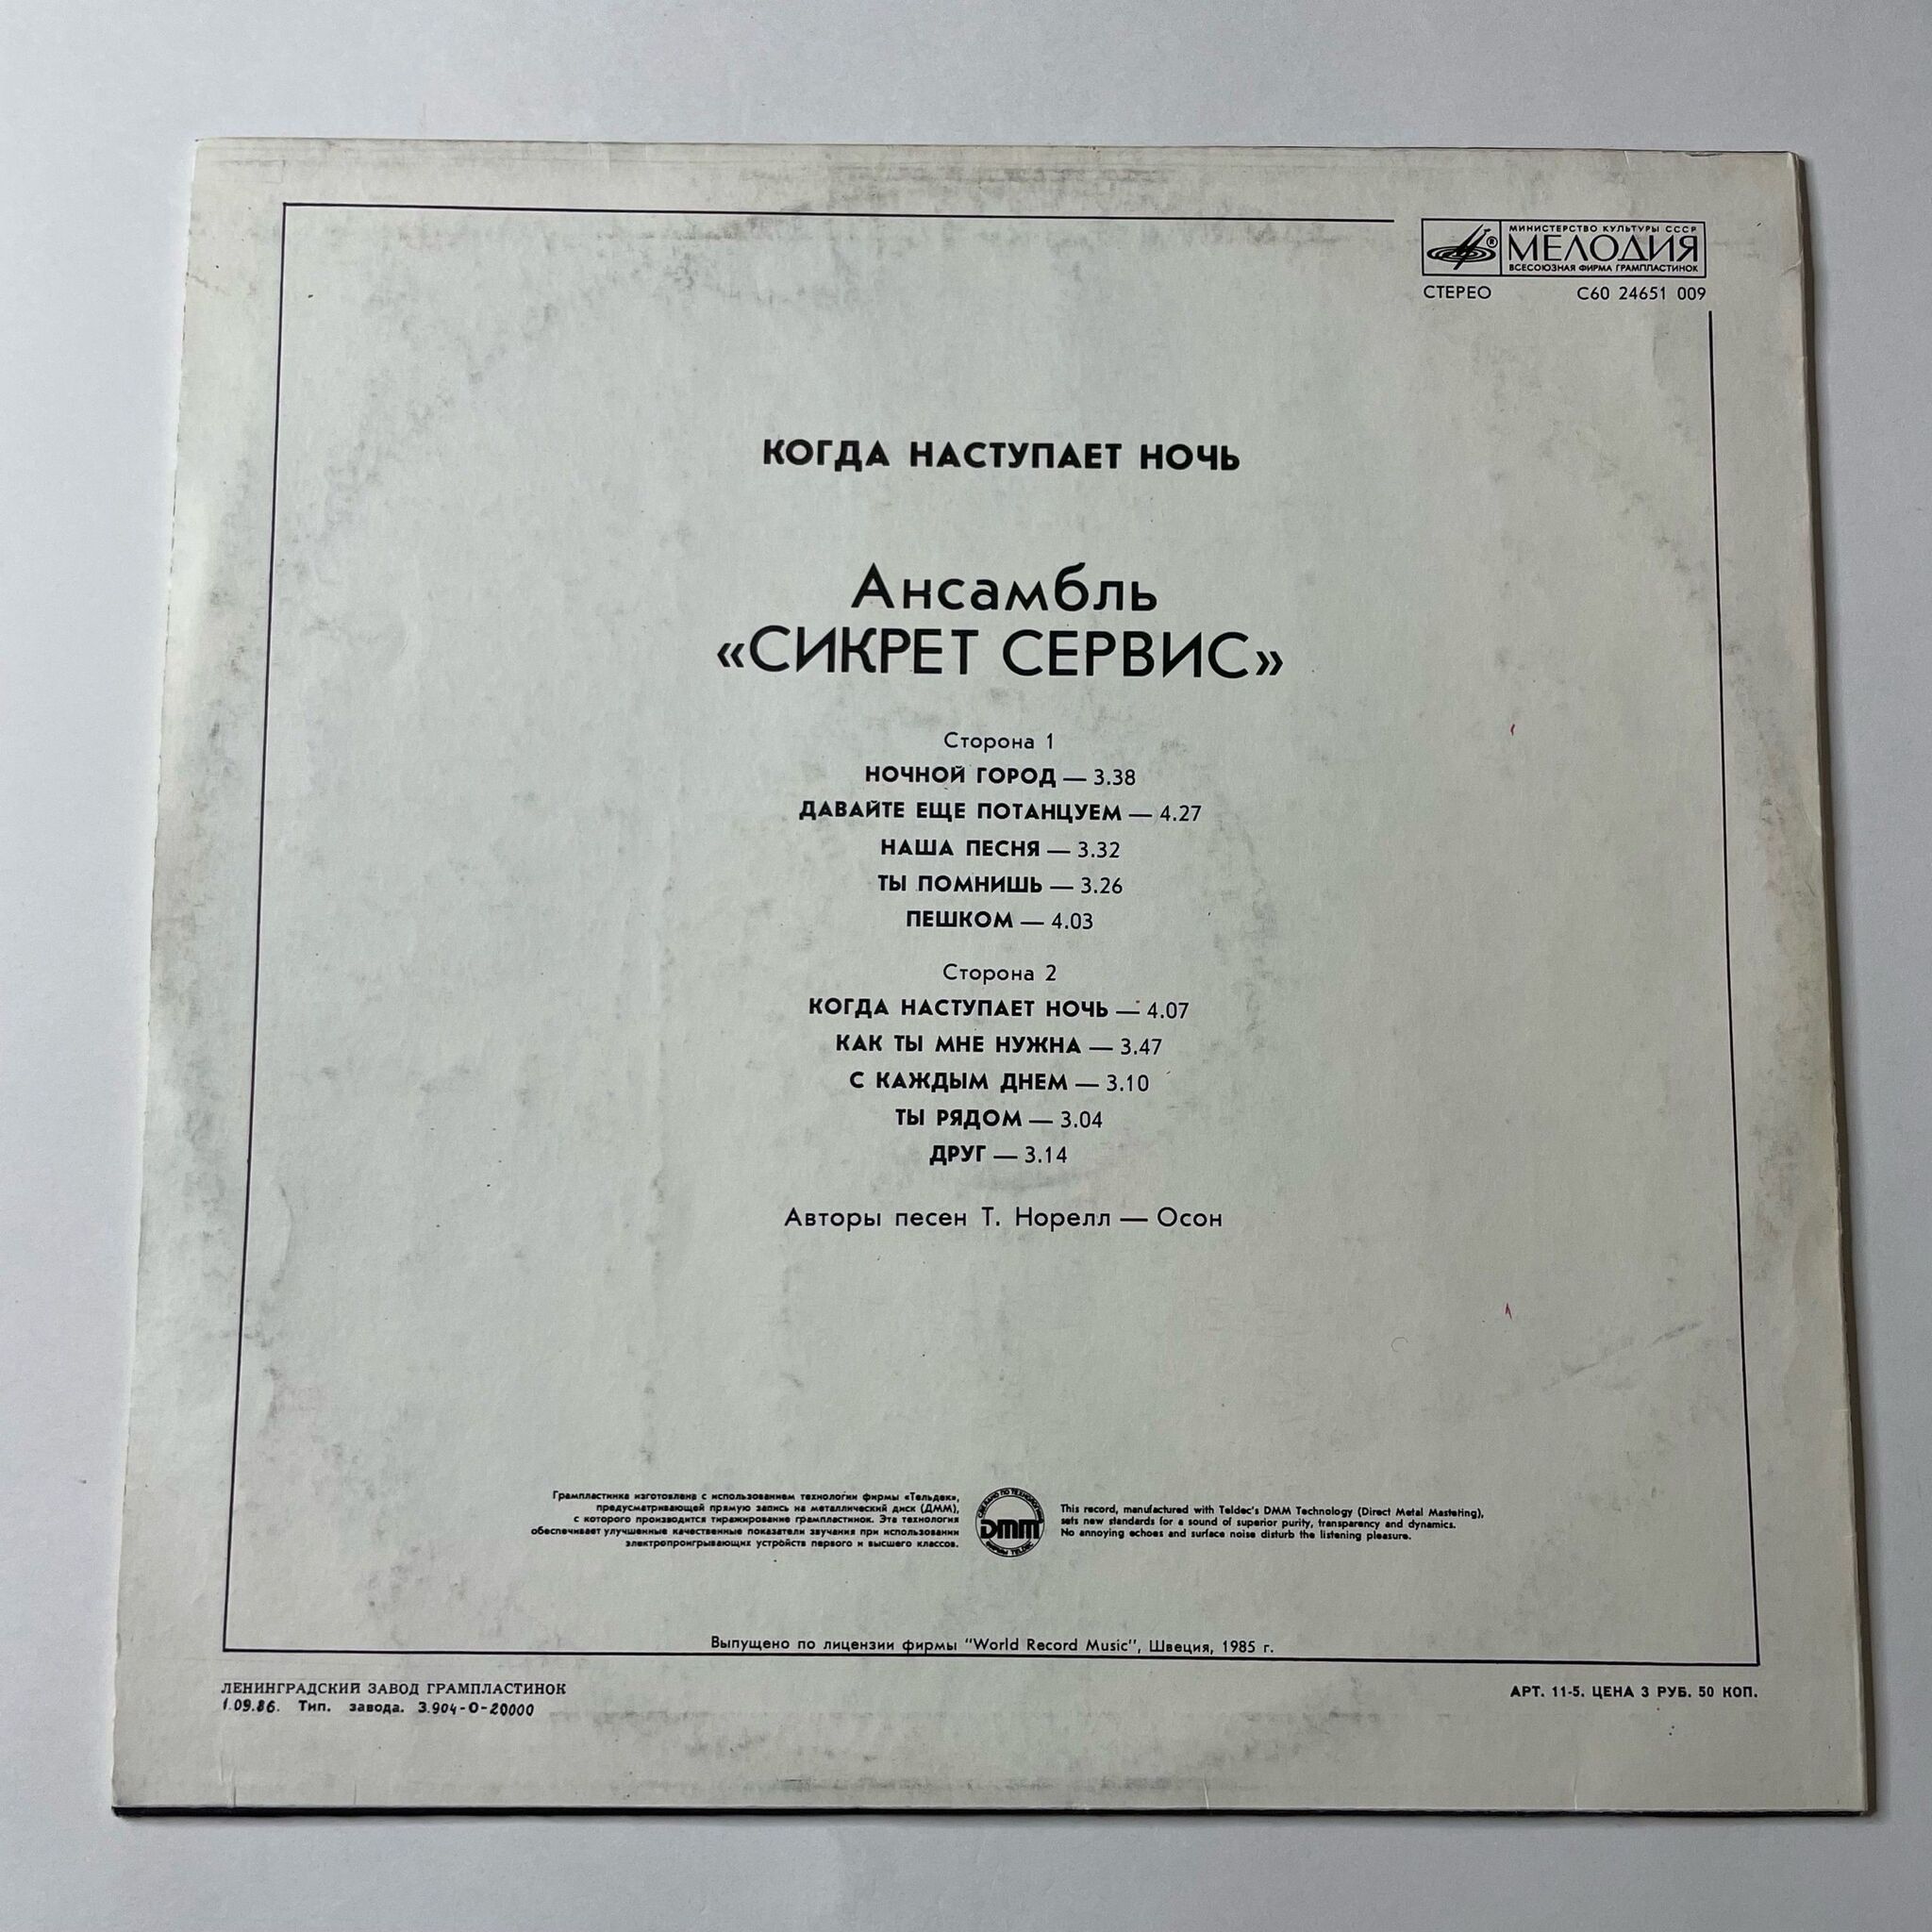 МИНИСТЕРСТВО КУЛЬТУРЫ СССР
® МЕЛОДИЯ
ВСЕСОЮЗНАЯ ФИРМА ГРАМПЛАСТИНОК
СТЕРЕО С60 24651 009
КОГДА НАСТУПАЕТ НОЧЬ
Ансамбль
«СИКРЕТ СЕРВИС»
Сторона 1
НОЧНОЙ ГОРОД — 3.38
ДАВАЙТЕ ЕЩЕ ПОТАНЦУЕМ — 4.27
НАША ПЕСНЯ — 3.32
ТЫ ПОМНИШЬ — 3.26
ПЕШКОМ — 4.03
Сторона 2
КОГДА НАСТУПАЕТ НОЧЬ — 4.07
КАК ТЫ МНЕ НУЖНА — 3.47
С КАЖДЫМ ДНЕМ — 3.10
ТЫ РЯДОМ — 3.04
ДРУГ — 3.14
Авторы песен Т. Норелл — Осон
Грампластинка изготовлена с использованием технологии фирмы «Тельдек»,
предусматривающей прямую запись на металлический диск (ДММ),
с которого производится тиражирование грампластинок. Эта технология
обеспечивает улучшенные качественные показатели звучания при использовании
электропроигрывающих устройств первого и высшего классов.
СДЕЛАНО ПО ТЕХНОЛОГИИ
DMM
ФИРМЫ TELDEC
This record, manufactured with Teldec's DMM Technology (Direct Metal Mastering),
sets new standards for a sound of superior purity, transparency and dynamics.
No annoying echoes and surface noise disturb the listening pleasure.
Выпущено по лицензии фирмы "World Record Music", Швеция, 1985 г.
ЛЕНИНГРАДСКИЙ ЗАВОД ГРАМПЛАСТИНОК
1.09.86. Тип. завода. З.904-О-20000
АРТ. 11-5. ЦЕНА 3 РУБ. 50 КОП.